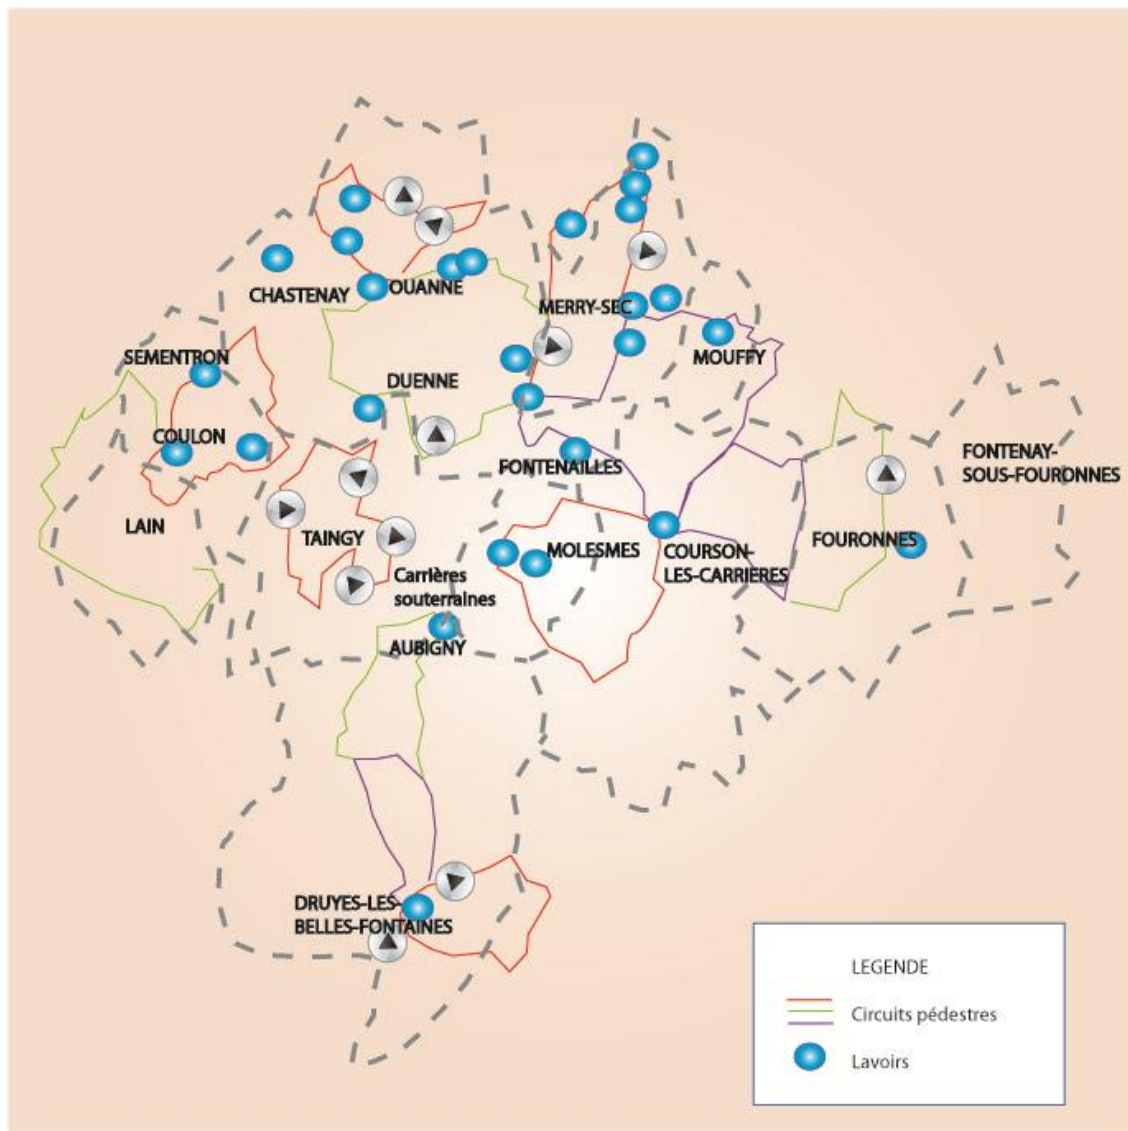 CHASTENAY
OUANNE
MERRY-SEC
SEMENTRON
DUENNE
MOUFFY
COULON
FONTENAILLES
FONTENAY-
SOUS-FOURONNES
LAIN
TAINGY
MOLESMES
COURSON-
LES-CARRIERES
FOURONNES
Carrières
souterraines
AUBIGNY
DRUYES-LES-
BELLES-FONTAINES
LEGENDE
Circuits pédestres
Lavoirs